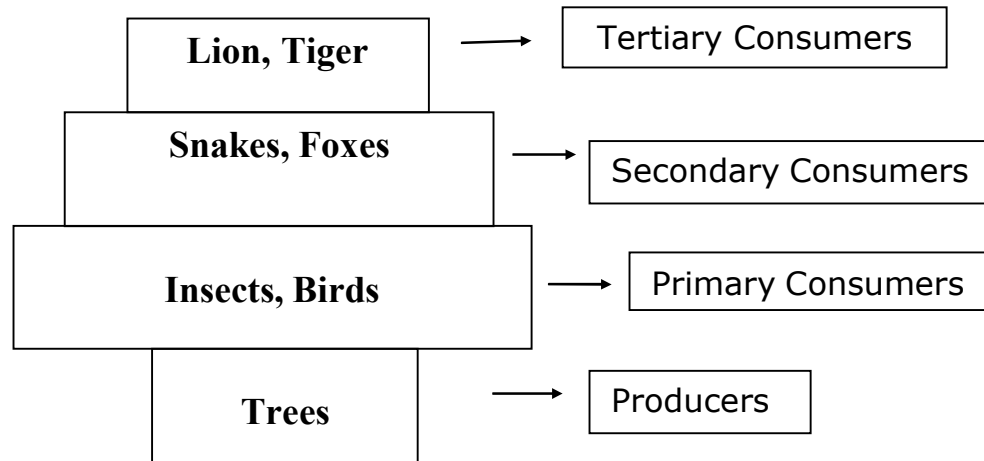 Lion, Tiger
Tertiary Consumers
Snakes, Foxes
Secondary Consumers
Insects, Birds
Primary Consumers
Trees
Producers